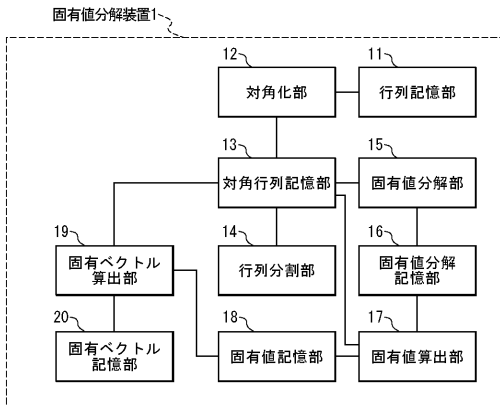 固有値分解装置1
12
対角化部
11
行列記憶部
13
対角行列記憶部
15
固有値分解部
19
固有ベクトル
算出部
14
行列分割部
16
固有値分解
記憶部
20
固有ベクトル
記憶部
18
固有値記憶部
17
固有値算出部